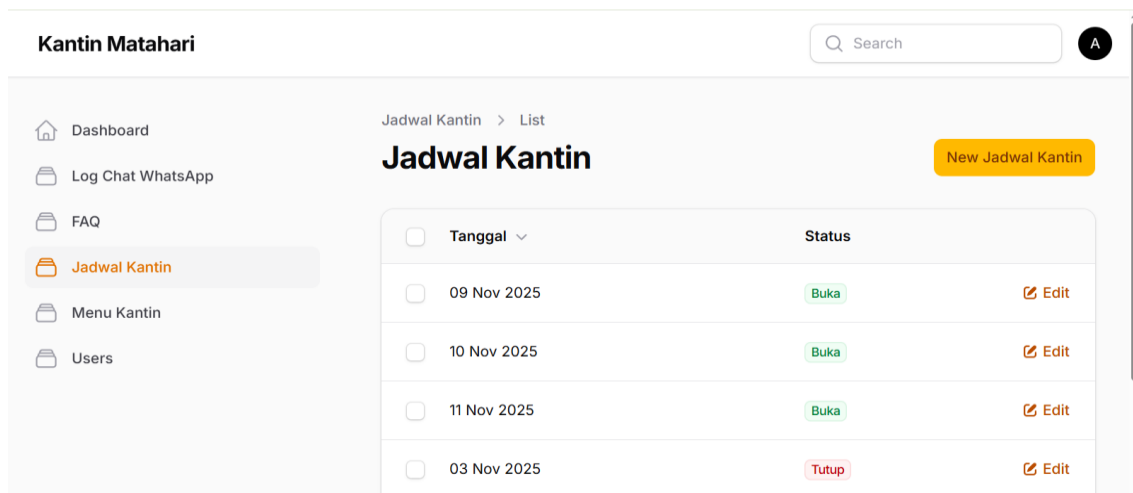 Kantin Matahari
Search
A
Dashboard
Log Chat WhatsApp
FAQ
Jadwal Kantin
Menu Kantin
Users
Jadwal Kantin > List
Jadwal Kantin
New Jadwal Kantin
Tanggal Status
09 Nov 2025 Buka Edit
10 Nov 2025 Buka Edit
11 Nov 2025 Buka Edit
03 Nov 2025 Tutup Edit